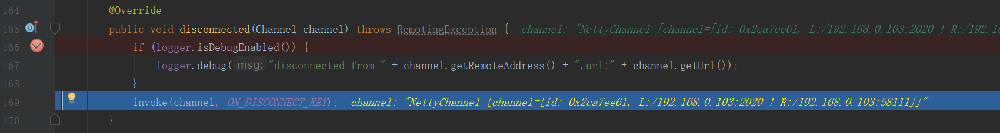 164 @Override
165 public void disconnected(Channel channel) throws RemotingException { channel: "NettyChannel [channel=[id: 0x2ca7ee61, L:/192.168.0.103:2020 ! R:/192.16
166 if (logger.isDebugEnabled()) {
167 logger.debug( msg: "disconnected from " + channel.getRemoteAddress() + ",url:" + channel.getUrl());
168 }
169 invoke(channel, ON_DISCONNECT_KEY); channel: "NettyChannel [channel=[id: 0x2ca7ee61, L:/192.168.0.103:2020 ! R:/192.168.0.103:58111]]"
170 }